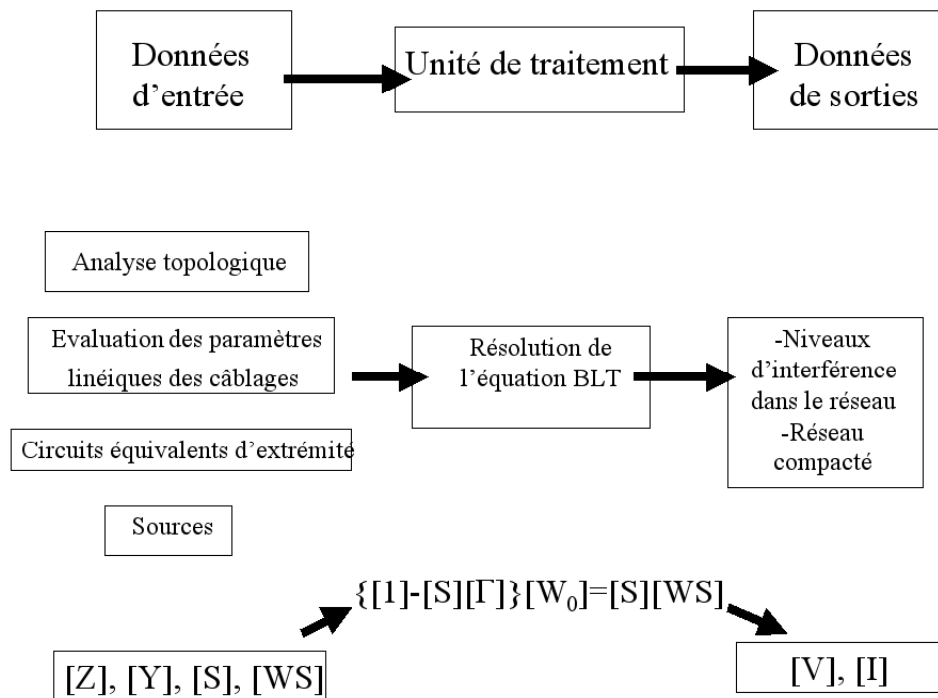 Données
d’entrée
Unité de traitement
Données
de sorties
Analyse topologique
Evaluation des paramètres
linéiques des câblages
Circuits équivalents d’extrémité
Sources
Résolution de
l’équation BLT
-Niveaux
d’interférence
dans le réseau
-Réseau
compacté
{[1]-[S][Γ]}[W₀]=[S][WS]
[Z], [Y], [S], [WS]
[V], [I]